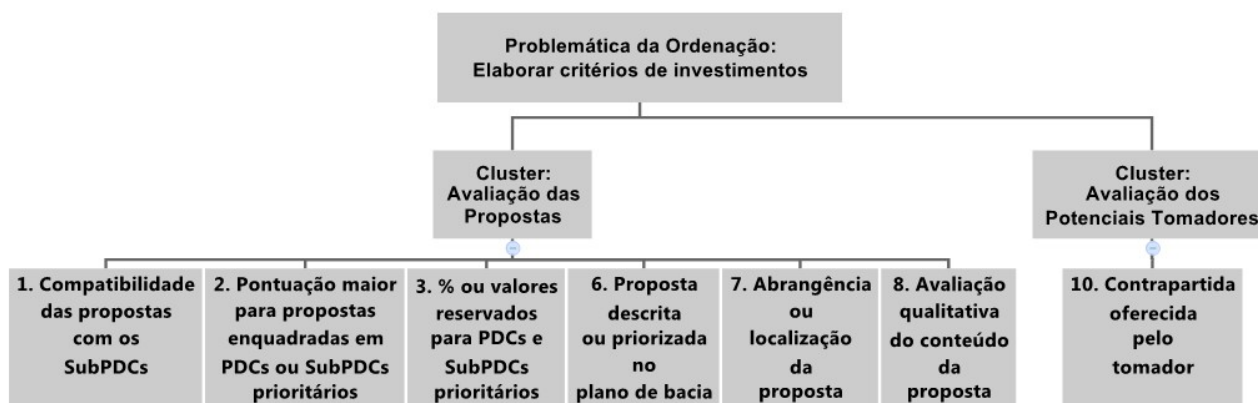 Problemática da Ordenação:
Elaborar critérios de investimentos
Cluster:
Avaliação das
Propostas
Cluster:
Avaliação dos
Potenciais Tomadores
1. Compatibilidade
das propostas
com os
SubPDCs
2. Pontuação maior
para propostas
enquadradas em
PDCs ou SubPDCs
prioritários
3. % ou valores
reservados
para PDCs e
SubPDCs
prioritários
6. Proposta
descrita
ou priorizada
no
plano de bacia
7. Abrangência
ou
localização
da
proposta
8. Avaliação
qualitativa
do conteúdo
da
proposta
10. Contrapartida
oferecida
pelo
tomador